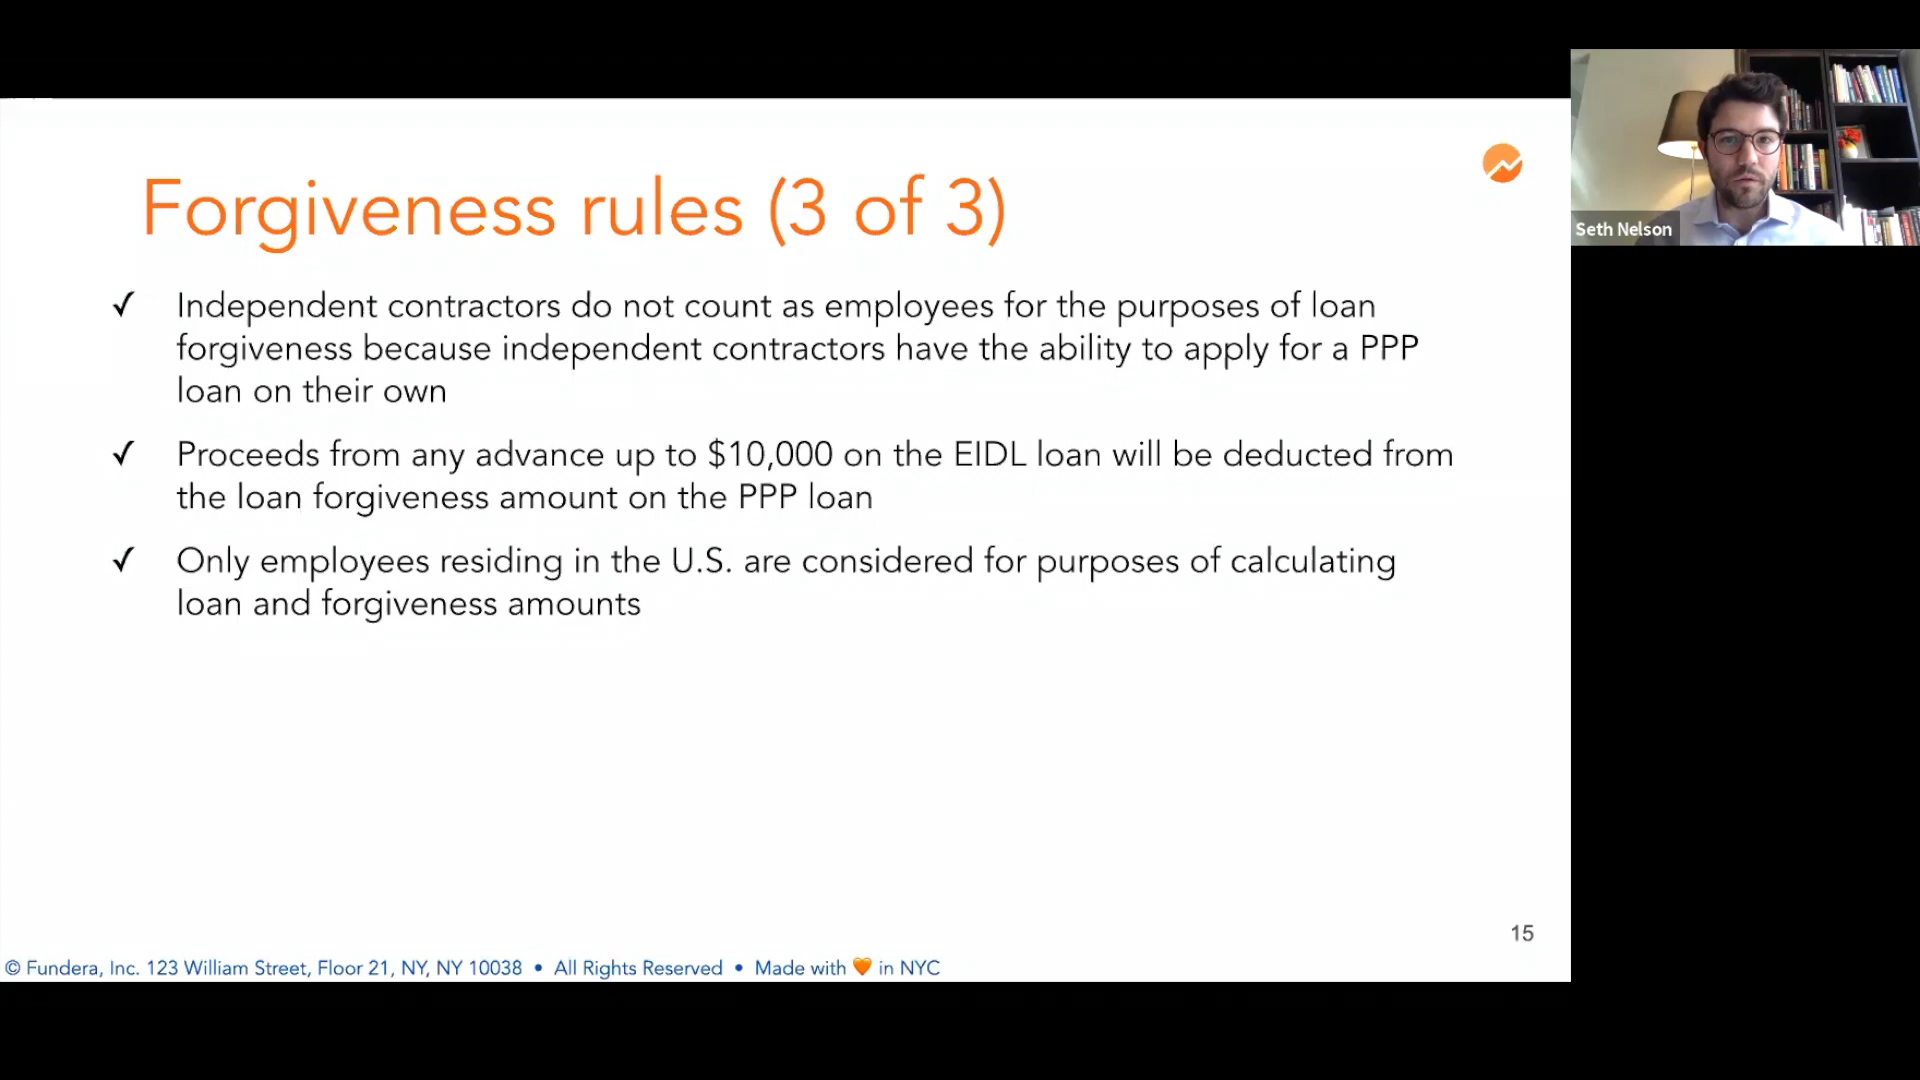 Forgiveness rules (3 of 3)
✓ Independent contractors do not count as employees for the purposes of loan
forgiveness because independent contractors have the ability to apply for a PPP
loan on their own
✓ Proceeds from any advance up to $10,000 on the EIDL loan will be deducted from
the loan forgiveness amount on the PPP loan
✓ Only employees residing in the U.S. are considered for purposes of calculating
loan and forgiveness amounts
15
© Fundera, Inc. 123 William Street, Floor 21, NY, NY 10038 • All Rights Reserved • Made with 🧡 in NYC
Seth Nelson